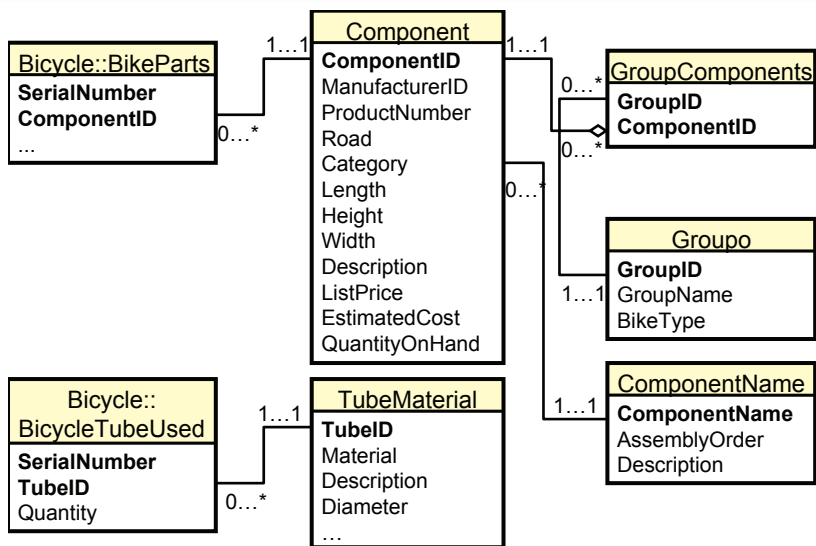 Bicycle::BikeParts
SerialNumber
ComponentID
...
1…1
0…*
Component
ComponentID
ManufacturerID
ProductNumber
Road
Category
Length
Height
Width
Description
ListPrice
EstimatedCost
QuantityOnHand
1…1
0…*
0…*
0…*
GroupComponents
GroupID
ComponentID
Groupo
GroupID
GroupName
BikeType
1…1
Bicycle::
BicycleTubeUsed
SerialNumber
TubeID
Quantity
1…1
0…*
TubeMaterial
TubeID
Material
Description
Diameter
…
1…1
ComponentName
ComponentName
AssemblyOrder
Description